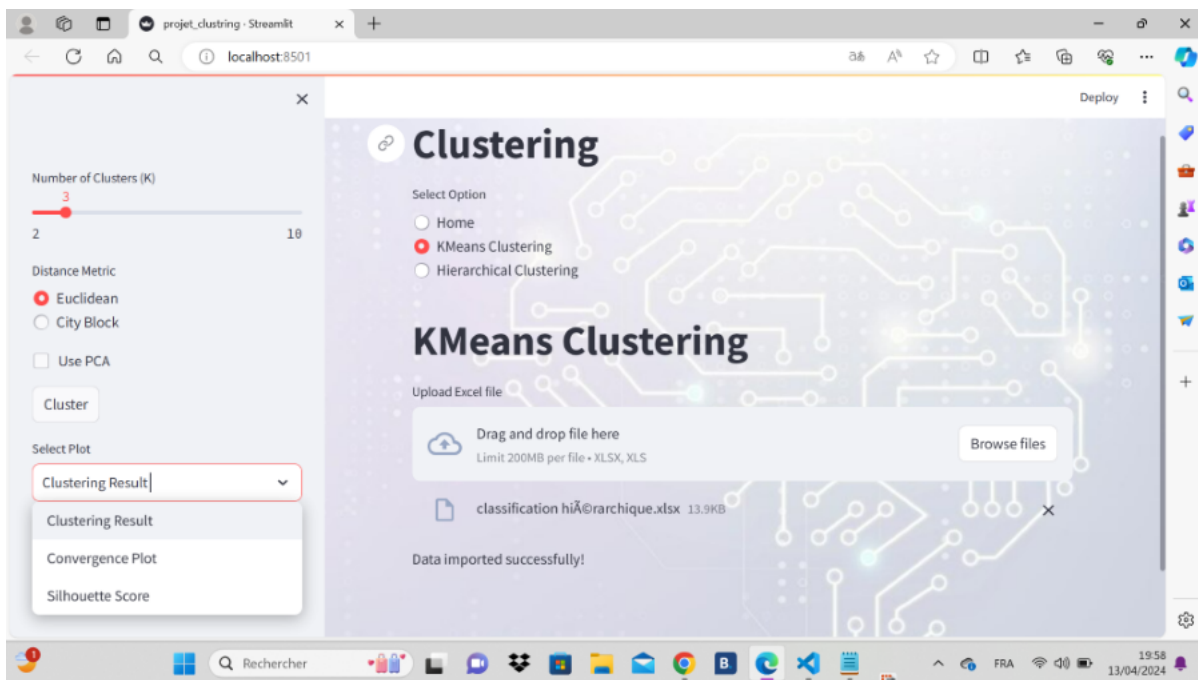 projet_clustring · Streamlit
localhost:8501
Deploy
Number of Clusters (K)
3
2 10
Distance Metric
Euclidean
City Block
Use PCA
Cluster
Select Plot
Clustering Result
Clustering Result
Convergence Plot
Silhouette Score
Clustering
Select Option
Home
KMeans Clustering
Hierarchical Clustering
KMeans Clustering
Upload Excel file
Drag and drop file here
Limit 200MB per file • XLSX, XLS
Browse files
classification hiÃ©rarchique.xlsx 13.9KB
Data imported successfully!
1
Rechercher
B.
FRA
19:58
13/04/2024